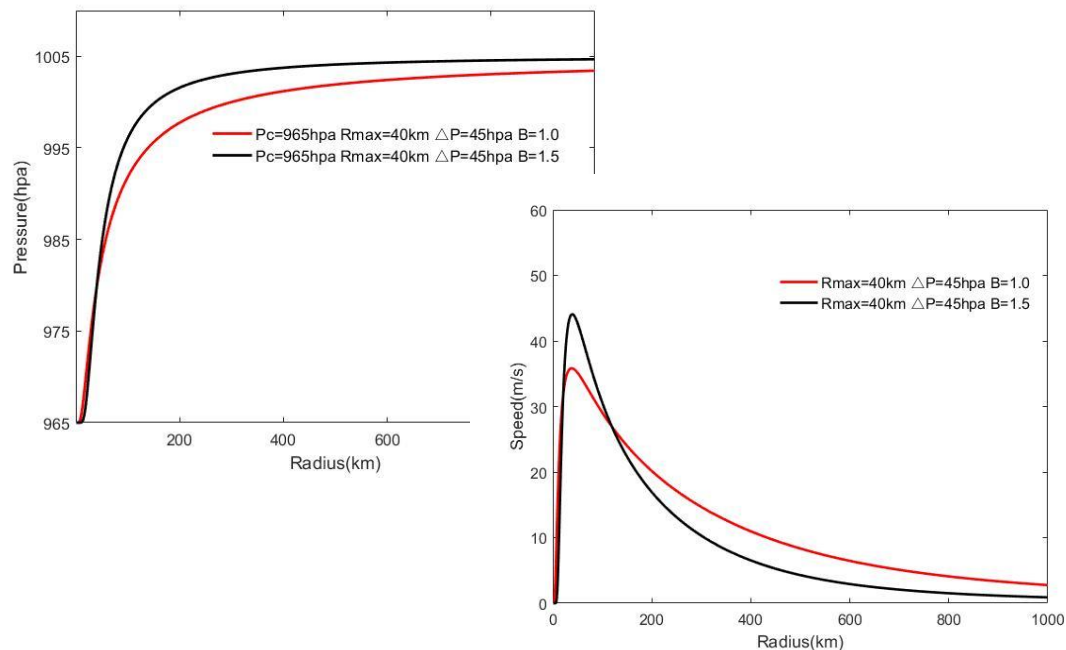 1005
995
985
975
965
Pressure(hpa)
Pc=965hpa Rmax=40km △P=45hpa B=1.0
Pc=965hpa Rmax=40km △P=45hpa B=1.5
200
400
600
Radius(km)
60
50
40
30
20
10
0
Speed(m/s)
Rmax=40km △P=45hpa B=1.0
Rmax=40km △P=45hpa B=1.5
0
200
400
600
800
1000
Radius(km)